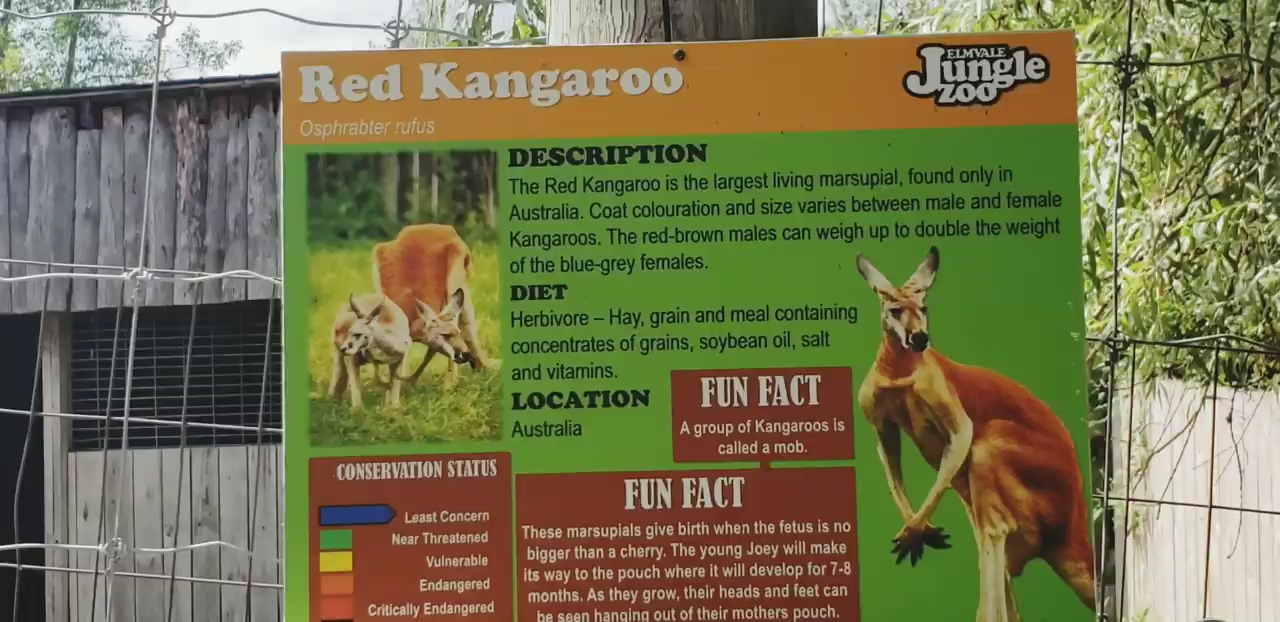 Red Kangaroo
Osphrabter rufus
ELMVALE
Jungle
ZOO
DESCRIPTION
The Red Kangaroo is the largest living marsupial, found only in
Australia. Coat colouration and size varies between male and female
Kangaroos. The red-brown males can weigh up to double the weight
of the blue-grey females.
DIET
Herbivore – Hay, grain and meal containing
concentrates of grains, soybean oil, salt
and vitamins.
LOCATION
Australia
FUN FACT
A group of Kangaroos is
called a mob.
CONSERVATION STATUS
Least Concern
Near Threatened
Vulnerable
Endangered
Critically Endangered
FUN FACT
These marsupials give birth when the fetus is no
bigger than a cherry. The young Joey will make
its way to the pouch where it will develop for 7-8
months. As they grow, their heads and feet can
be seen hanging out of their mothers pouch.